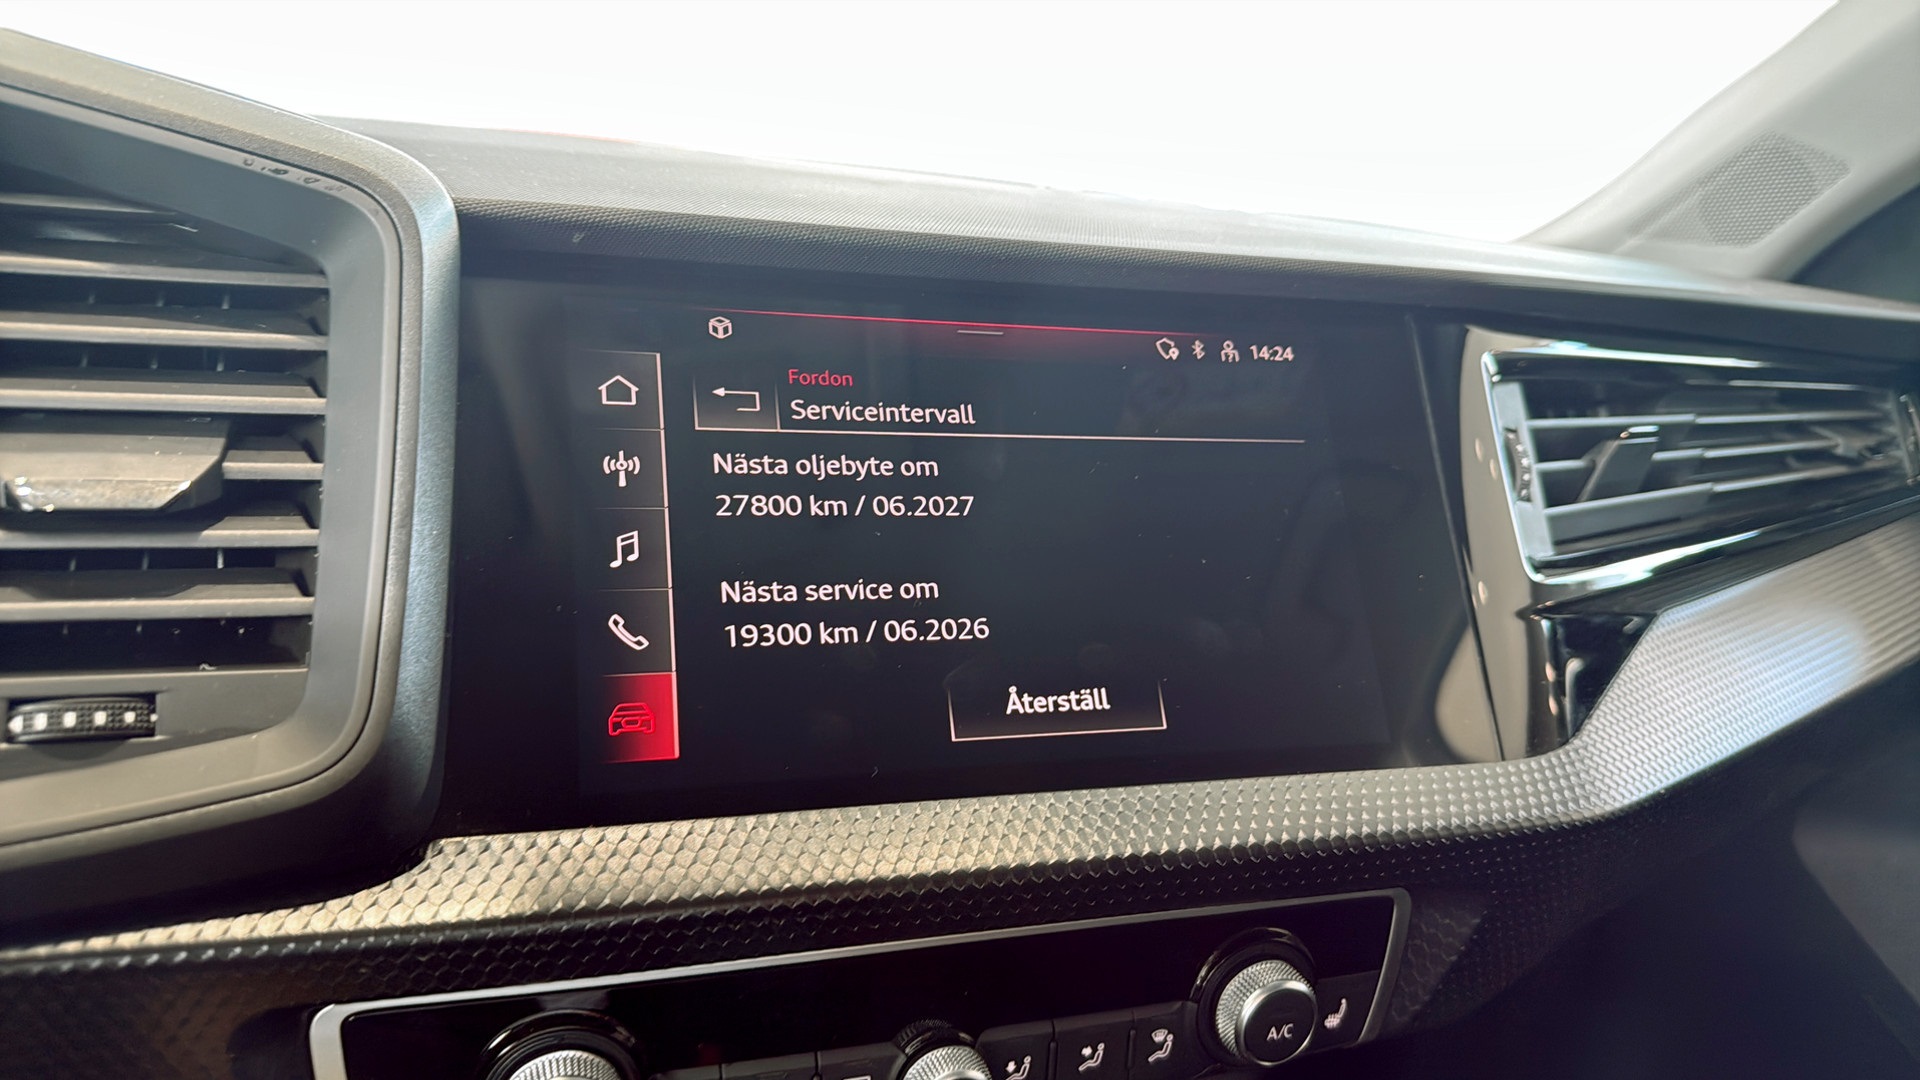 14:24
Fordon
Serviceintervall
Nästa oljebyte om
27800 km / 06.2027
Nästa service om
19300 km / 06.2026
Återställ
A/C